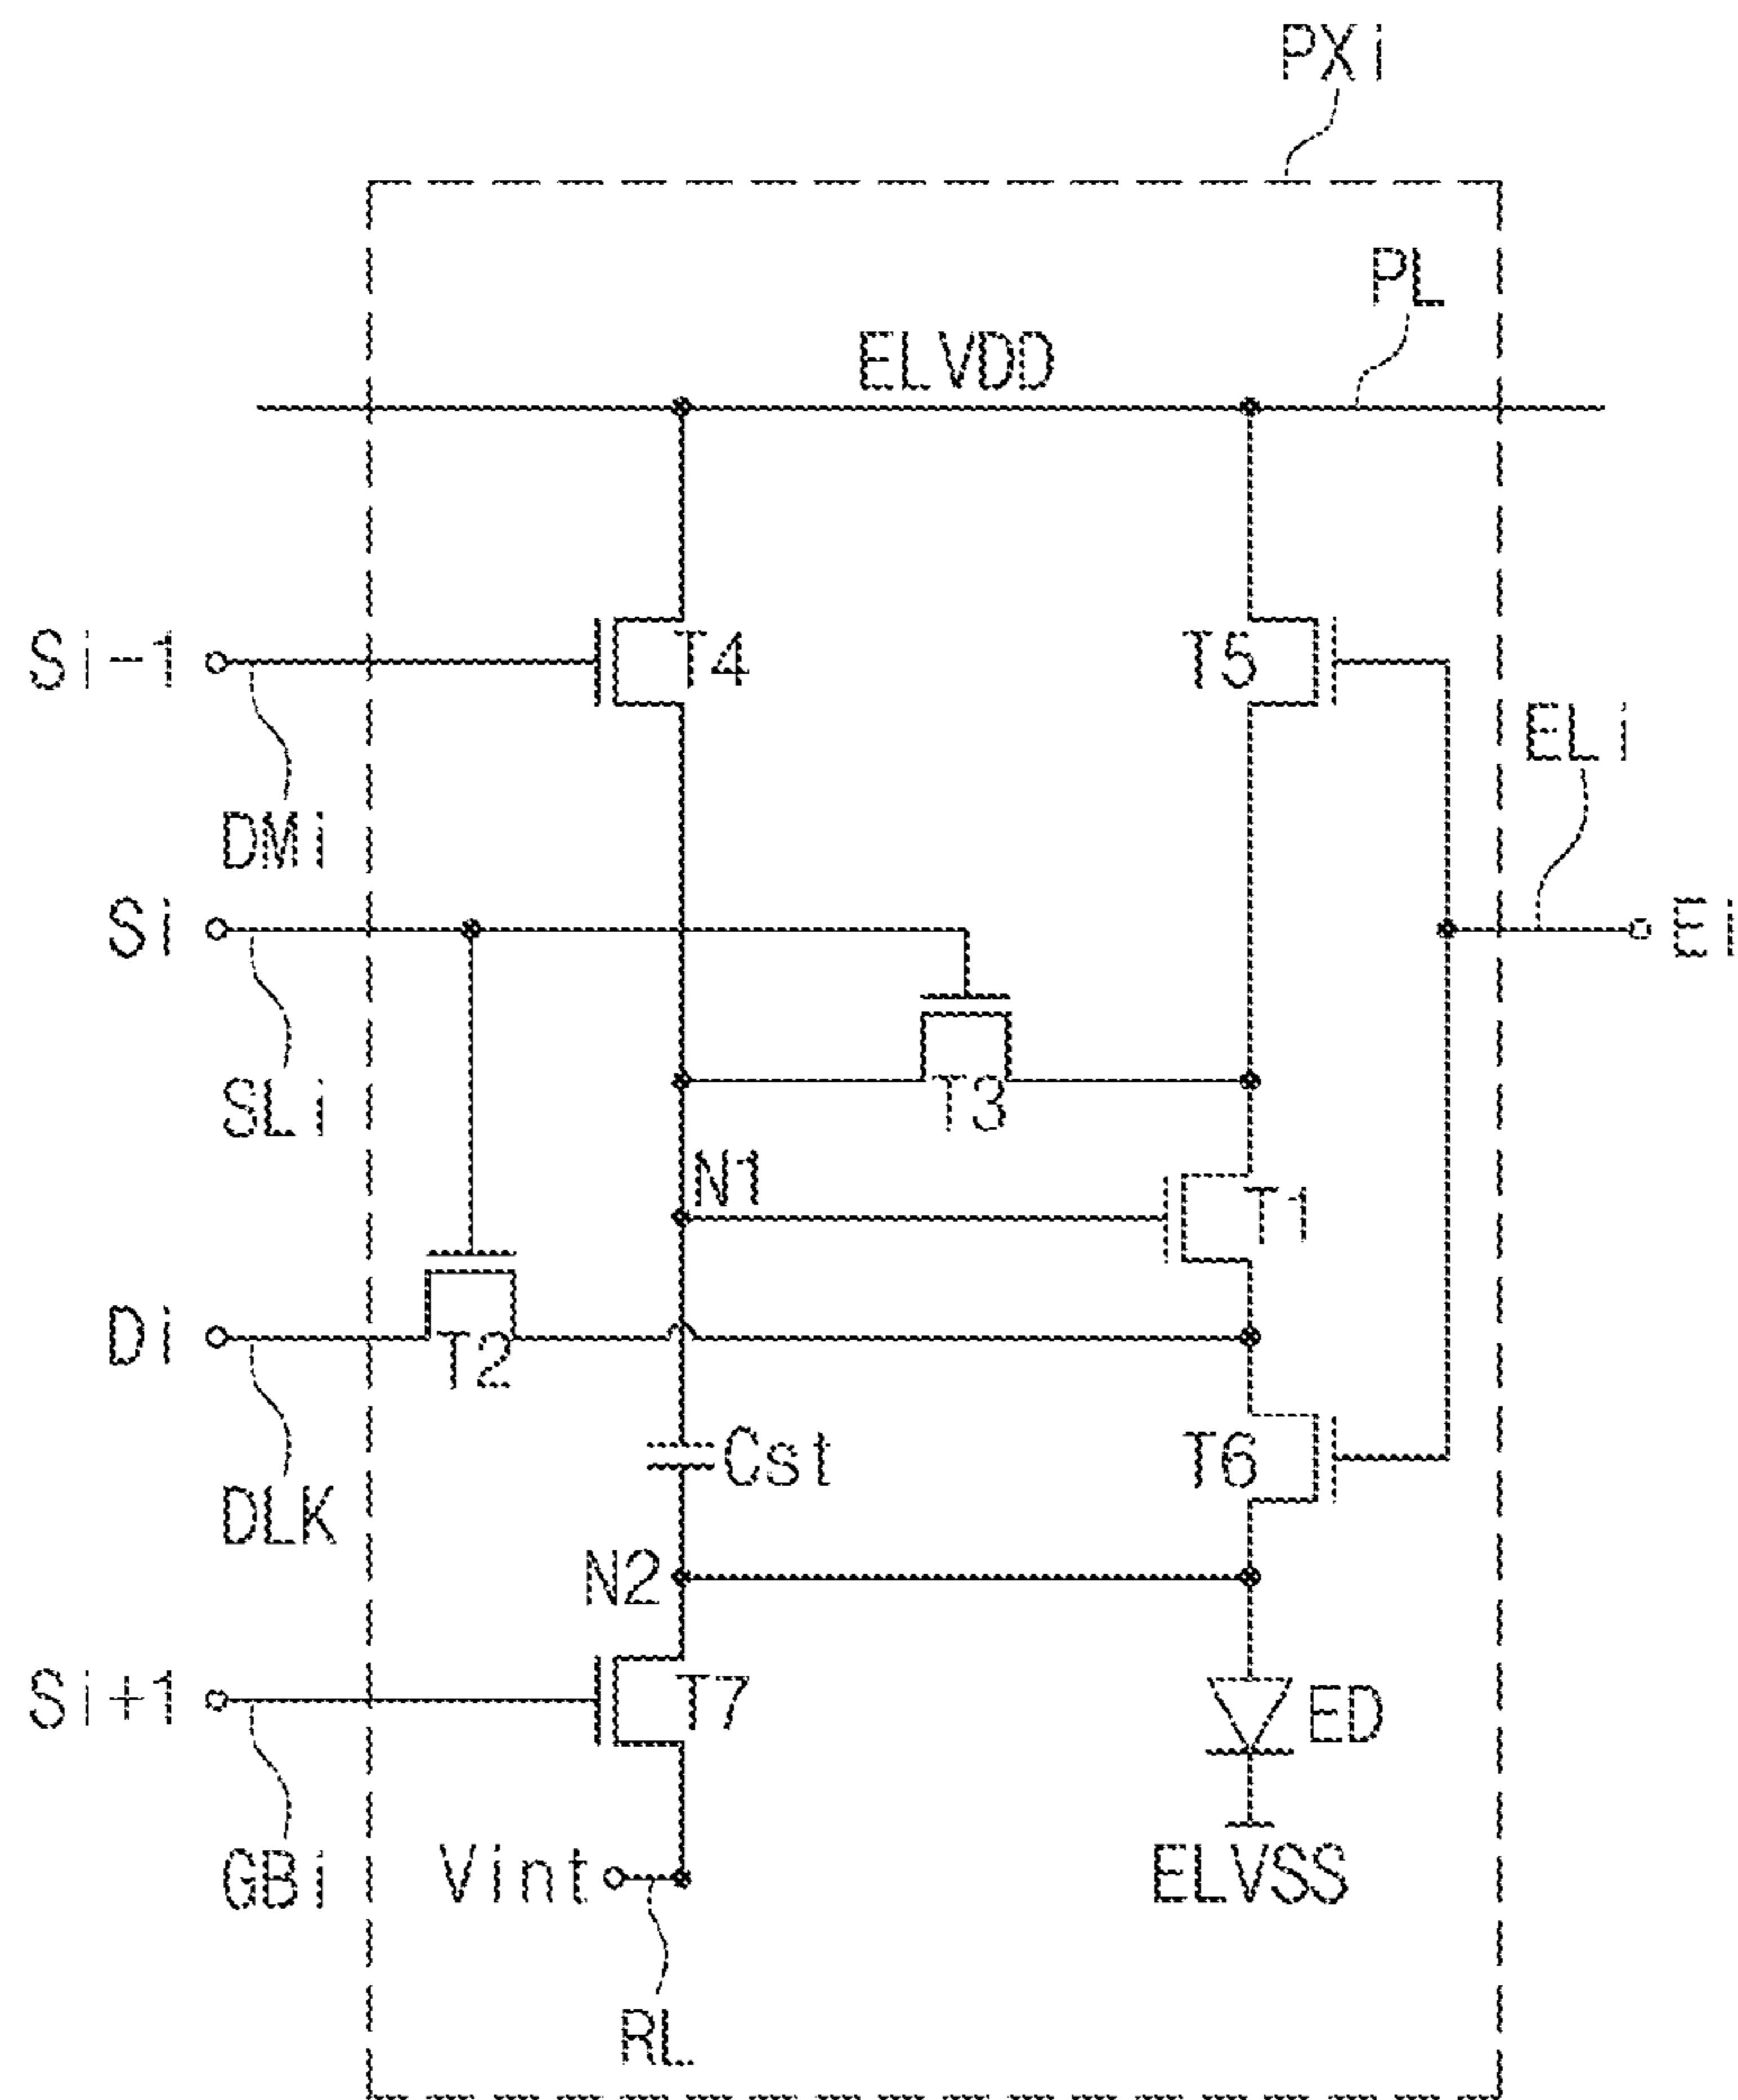 PXi
PL
ELVDD
Si-1
T4
T5
ELi
DMi
Si
Ei
SLi
T3
N1
T1
Di
T2
Cst
T6
DLK
N2
Si+1
T7
ED
GBi
Vint
ELVSS
RL